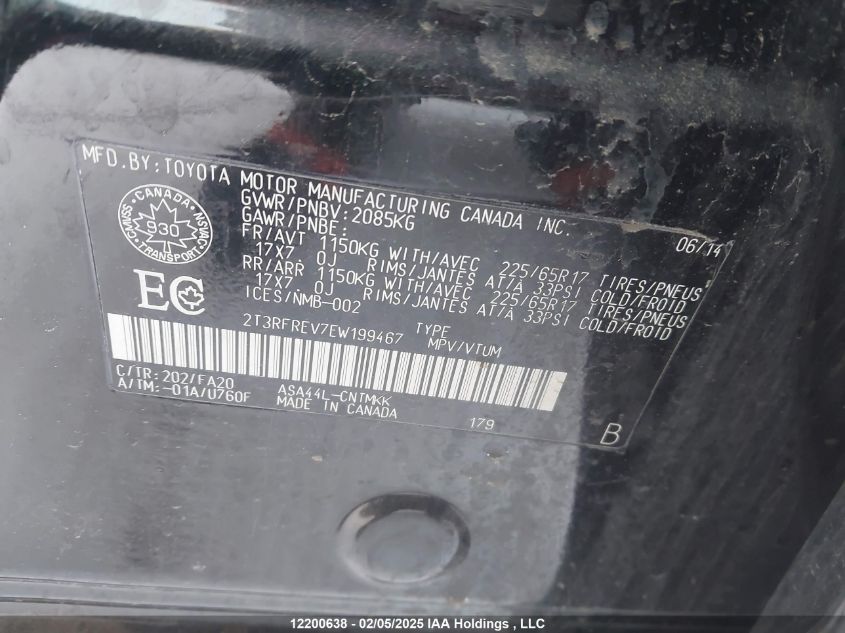 MFD.BY:TOYOTA MOTOR MANUFACTURING CANADA INC.
06/14
GVWR/PNBV:2085KG
GAWR/PNBE:
FR/AVT 1150KG WITH/AVEC 225/65R17 TIRES/PNEUS
17X7.0J RIMS/JANTES AT/A 33PSI COLD/FROID
RR/ARR 1150KG WITH/AVEC 225/65R17 TIRES/PNEUS
17X7.0J RIMS/JANTES AT/A 33PSI COLD/FROID
ICES/NMB-002
CANADA
CMVSS 930 NSVAC
TRANSPORT
EC
2T3RFREV7EW199467 TYPE
MPV/VTUM
C/TR:202/FA20 ASA44L-CNTMKK
A/TM:-01A/U760F MADE IN CANADA
179
B
12200638 - 02/05/2025 IAA Holdings , LLC